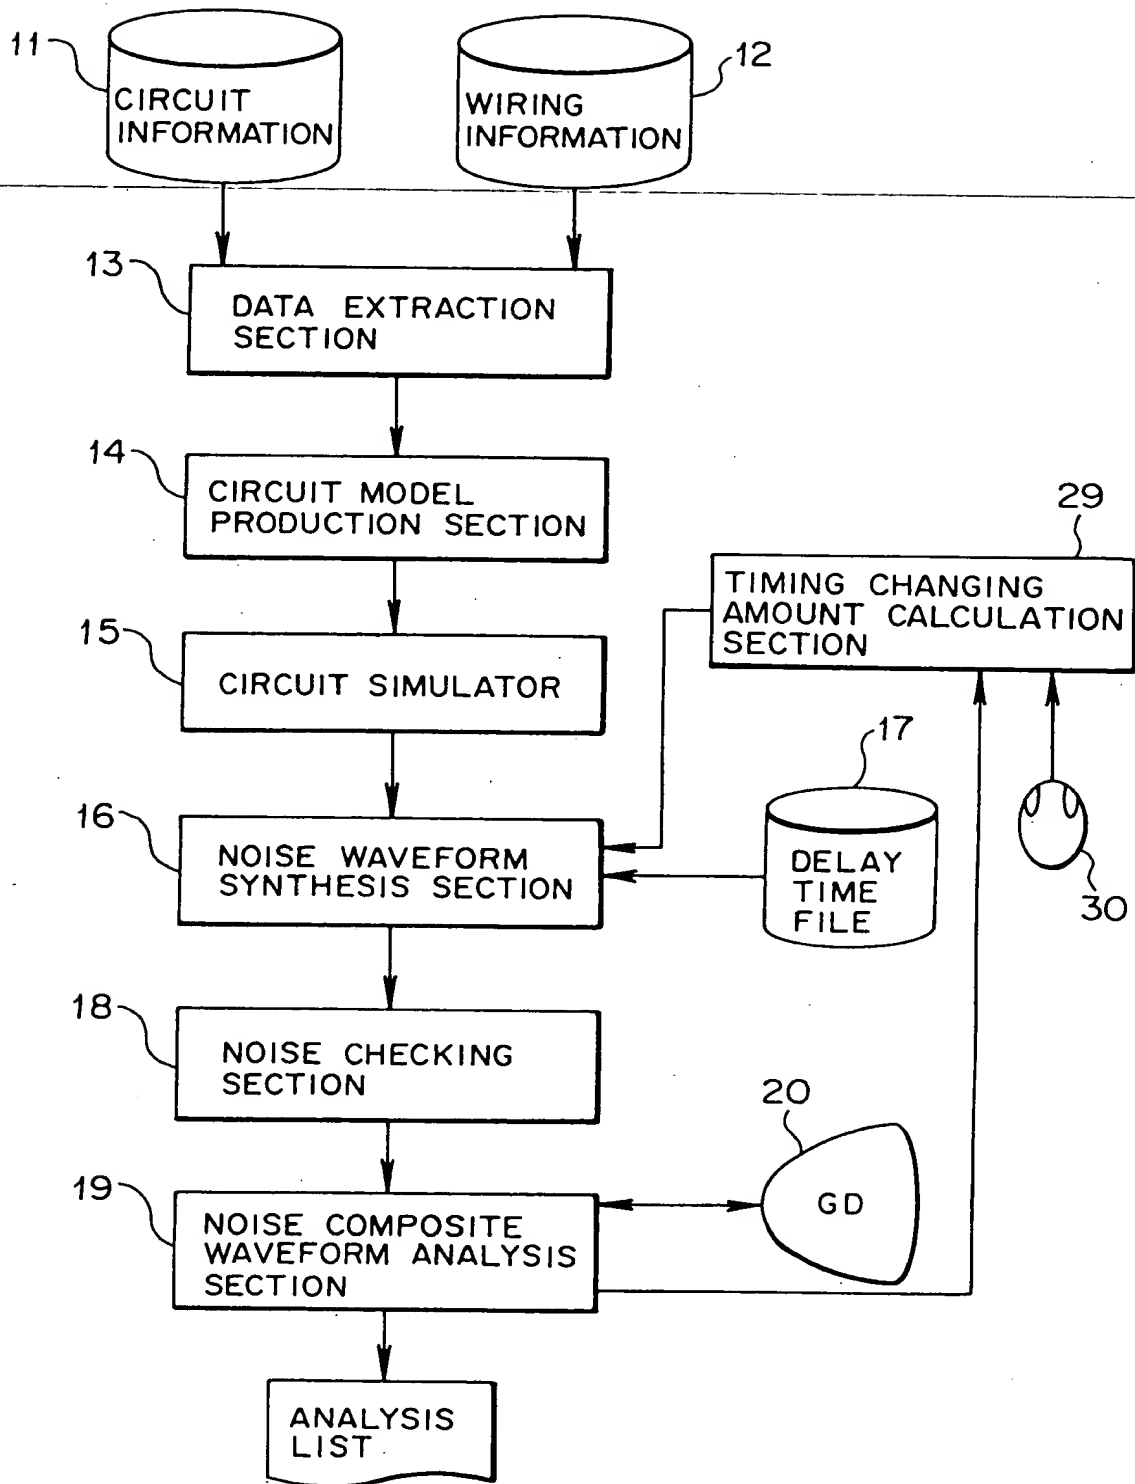 11
CIRCUIT
INFORMATION
12
WIRING
INFORMATION
13
DATA EXTRACTION
SECTION
14
CIRCUIT MODEL
PRODUCTION SECTION
29
TIMING CHANGING
AMOUNT CALCULATION
SECTION
15
CIRCUIT SIMULATOR
17
DELAY
TIME
FILE
30
16
NOISE WAVEFORM
SYNTHESIS SECTION
18
NOISE CHECKING
SECTION
20
GD
19
NOISE COMPOSITE
WAVEFORM ANALYSIS
SECTION
ANALYSIS
LIST